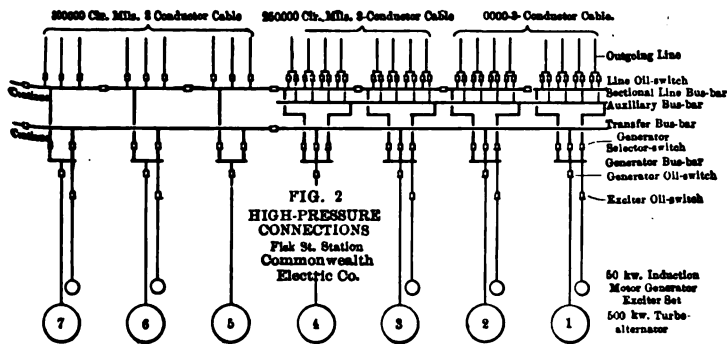 300000 Cir. Mils. 3 Conductor Cable
250000 Cir. Mils. 3-Conductor Cable
0000-3- Conductor Cable.
Outgoing Line
Line Oil-switch
Sectional Line Bus-bar
Auxiliary Bus-bar
Transfer Bus-bar
Generator
Selector-switch
Generator Bus-bar
Generator Oil-switch
Exciter Oil-switch
FIG. 2
HIGH-PRESSURE
CONNECTIONS
Fisk St. Station
Commonwealth
Electric Co.
50 kw. Induction
Motor Generator
Exciter Set
500 kw. Turbo-
alternator
7 6 5 4 3 2 1